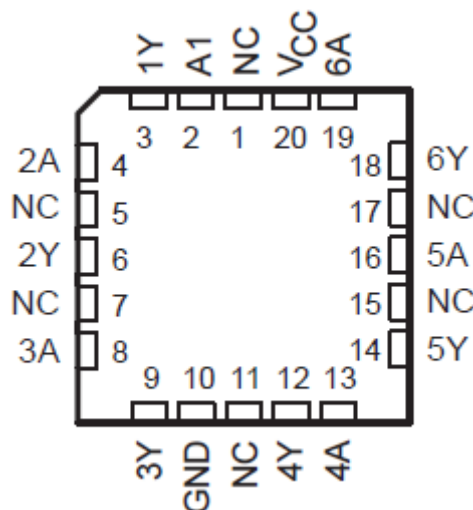 1Y A1 NC VCC 6A
3 2 1 20 19
2A 4 18 6Y
NC 5 17 NC
2Y 6 16 5A
NC 7 15 NC
3A 8 14 5Y
9 10 11 12 13
3Y GND NC 4Y 4A